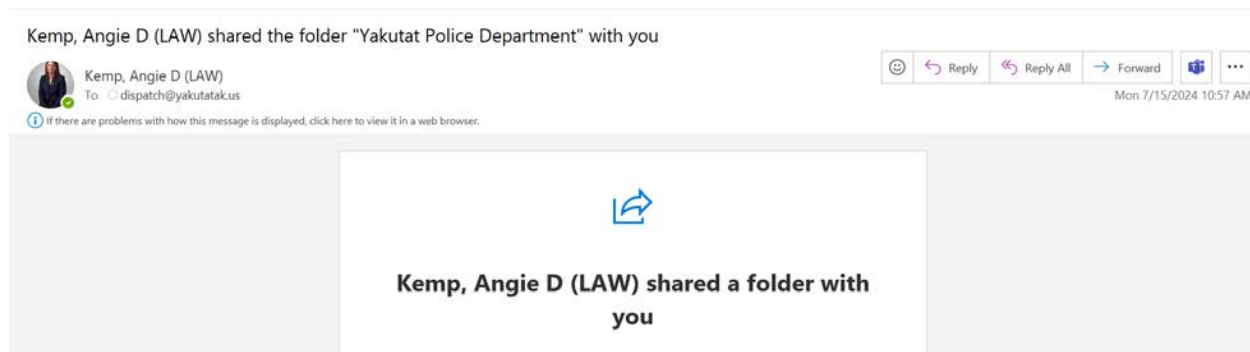 Kemp, Angie D (LAW) shared the folder "Yakutat Police Department" with you
Kemp, Angie D (LAW)
To dispatch@yakutatak.us
Reply
Reply All
Forward
Mon 7/15/2024 10:57 AM
If there are problems with how this message is displayed, click here to view it in a web browser.
Kemp, Angie D (LAW) shared a folder with
you